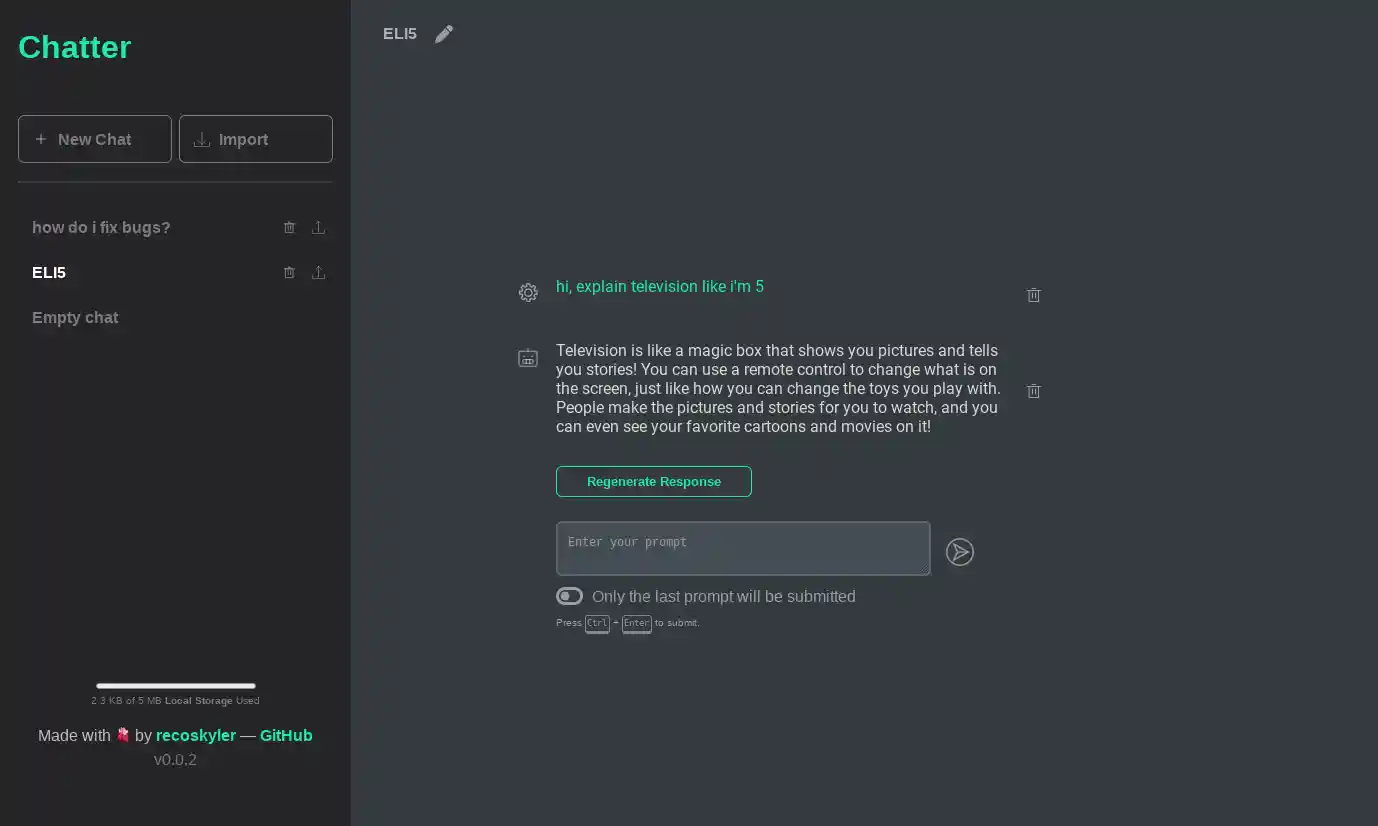 Chatter
New Chat
Import
how do i fix bugs?
ELI5
Empty chat
2.3 KB of 5 MB Local Storage Used
Made with 🫀 by recoskyler — GitHub
v0.0.2
ELI5
hi, explain television like i'm 5
Television is like a magic box that shows you pictures and tells
you stories! You can use a remote control to change what is on
the screen, just like how you can change the toys you play with.
People make the pictures and stories for you to watch, and you
can even see your favorite cartoons and movies on it!
Regenerate Response
Enter your prompt
Only the last prompt will be submitted
Press Ctrl + Enter to submit.